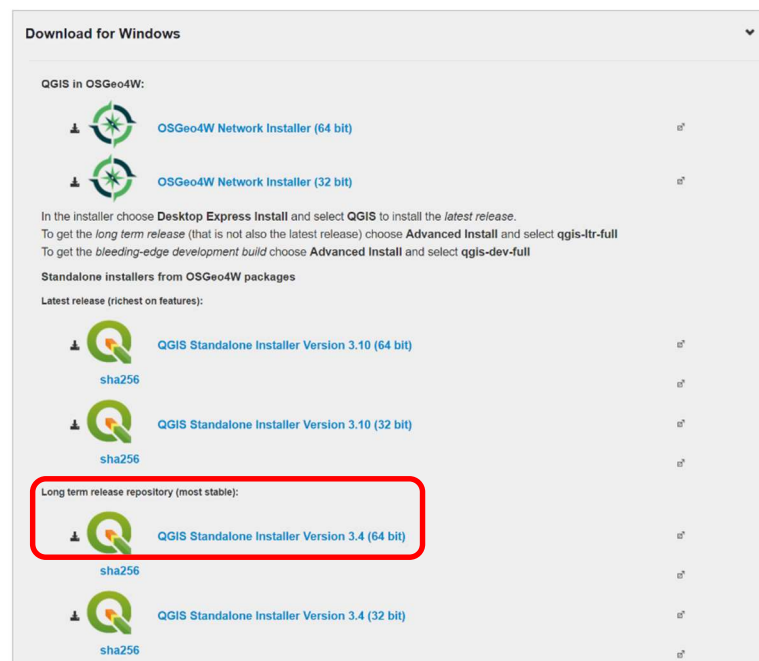 Download for Windows
QGIS in OSGeo4W:
OSGeo4W Network Installer (64 bit)
OSGeo4W Network Installer (32 bit)
In the installer choose Desktop Express Install and select QGIS to install the latest release.
To get the long term release (that is not also the latest release) choose Advanced Install and select qgis-ltr-full
To get the bleeding-edge development build choose Advanced Install and select qgis-dev-full
Standalone installers from OSGeo4W packages
Latest release (richest on features):
QGIS Standalone Installer Version 3.10 (64 bit)
sha256
QGIS Standalone Installer Version 3.10 (32 bit)
sha256
Long term release repository (most stable):
QGIS Standalone Installer Version 3.4 (64 bit)
sha256
QGIS Standalone Installer Version 3.4 (32 bit)
sha256